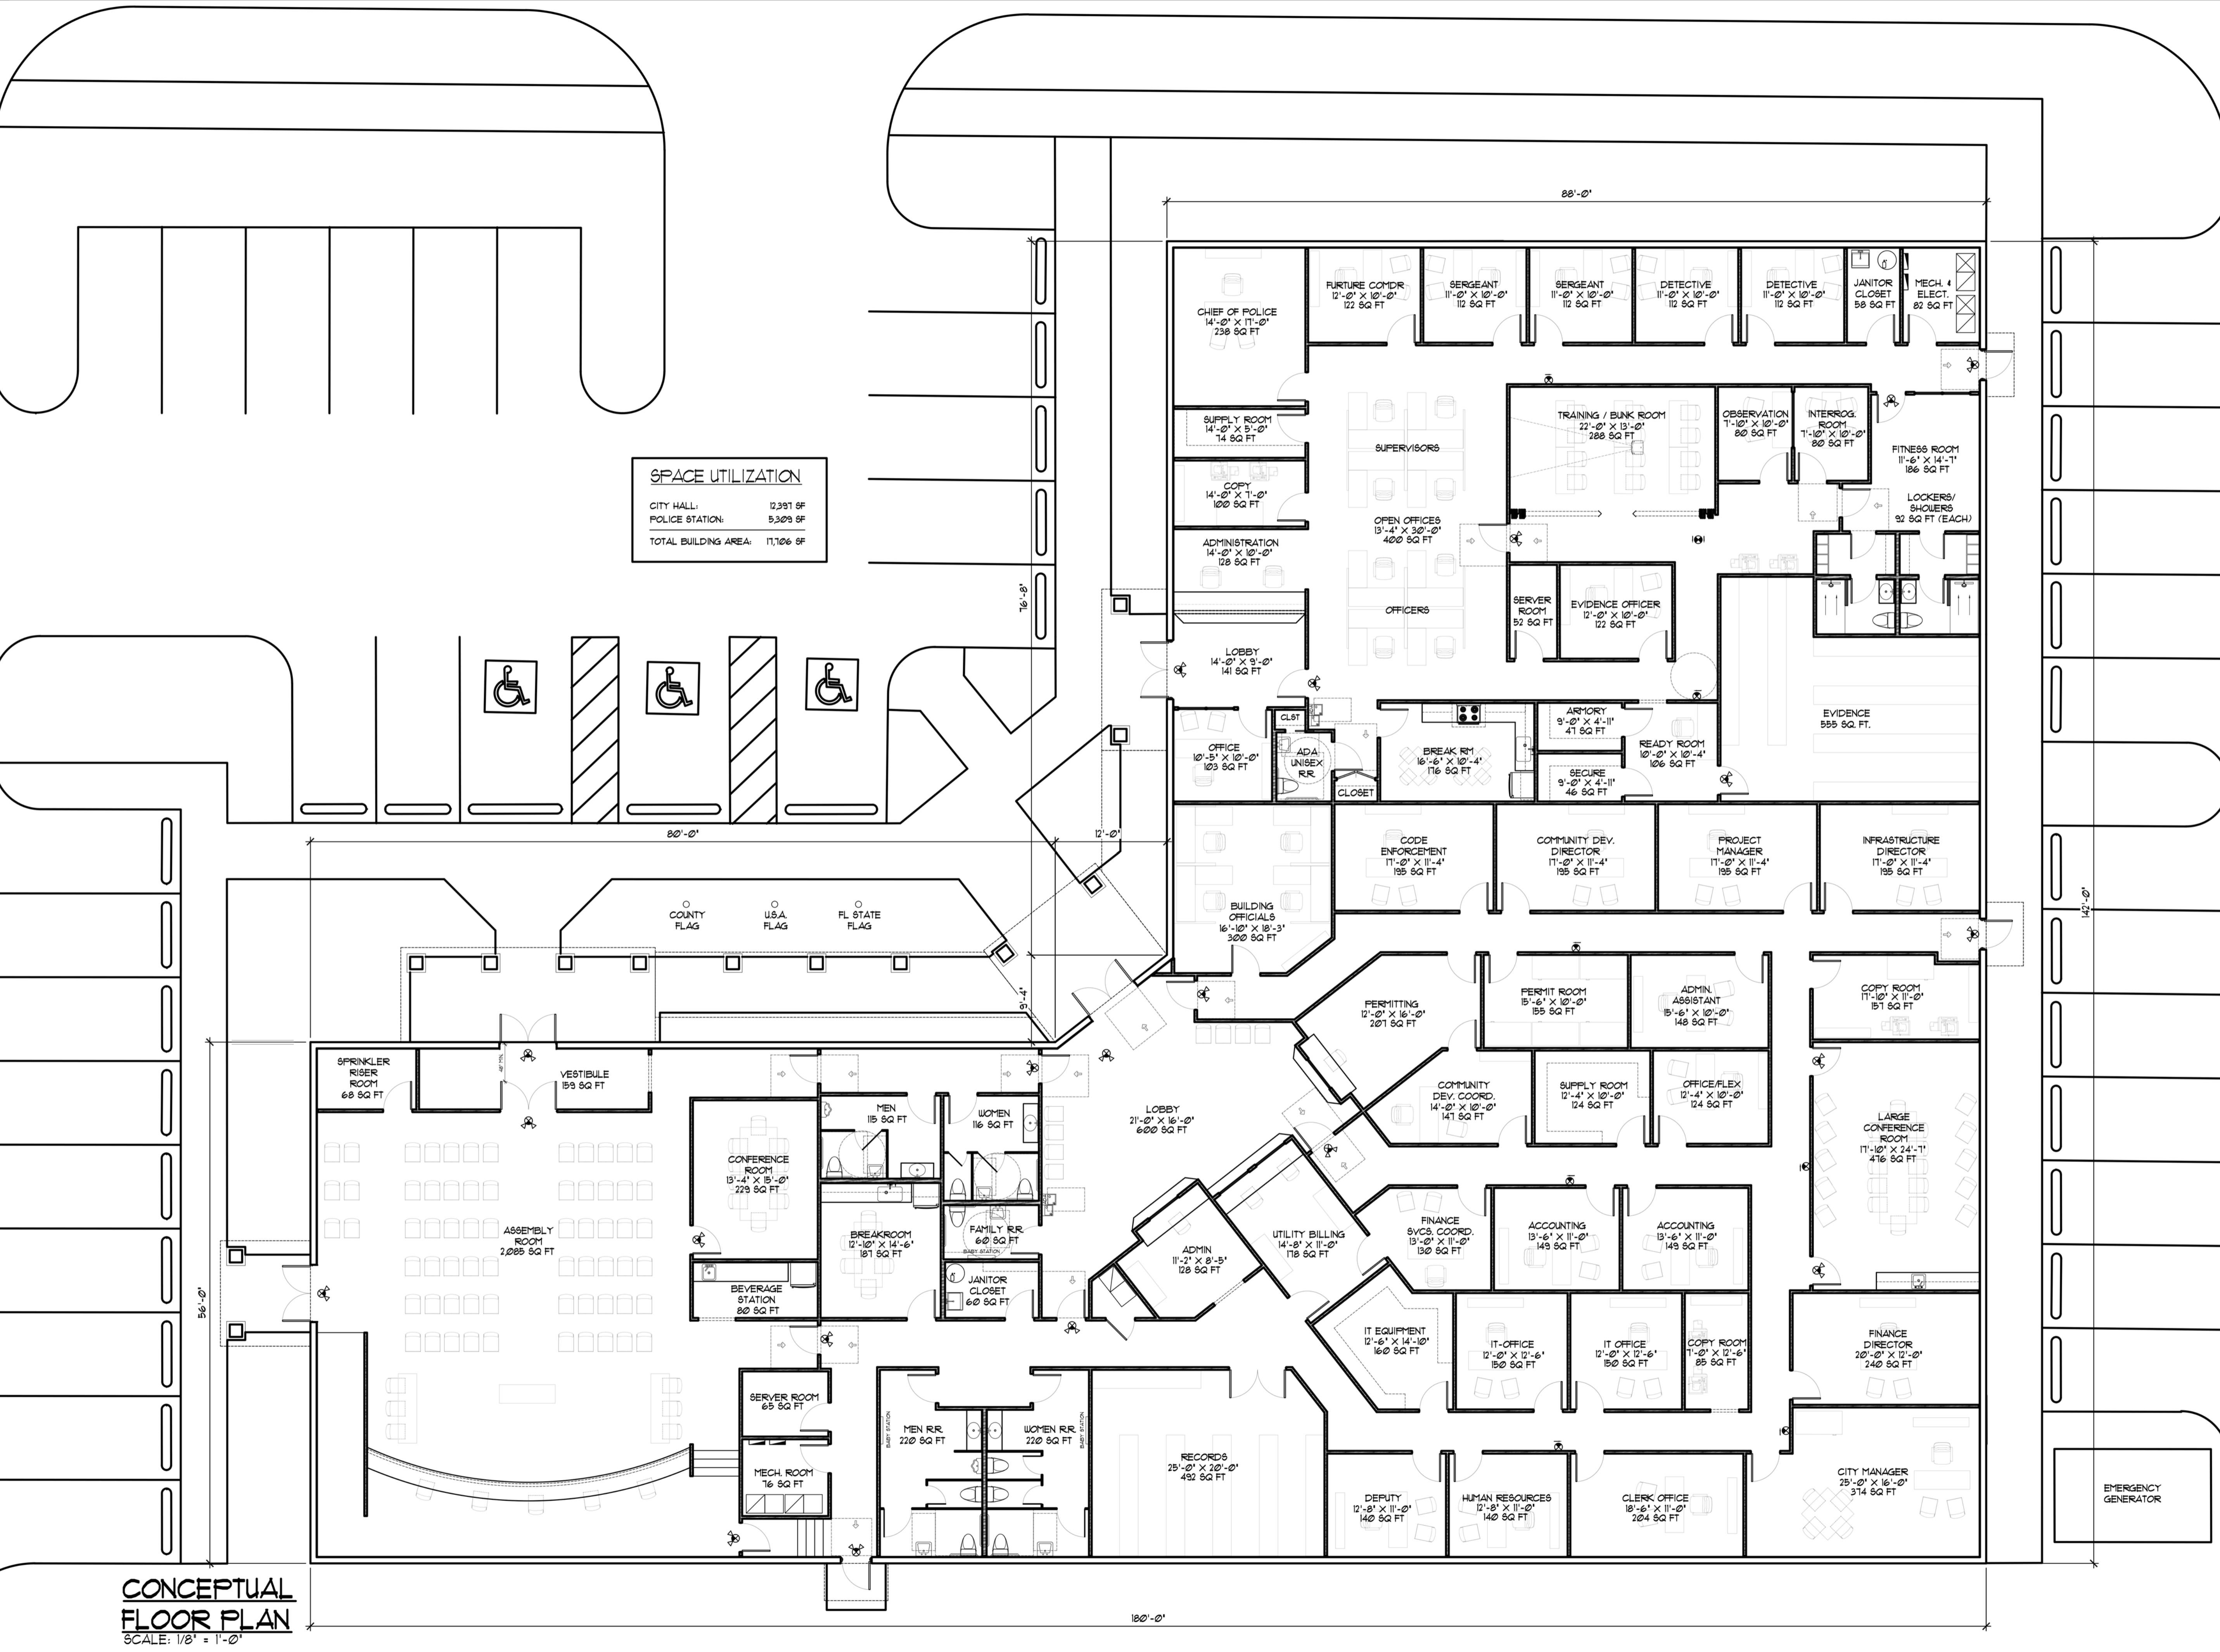 88'-0"
CHIEF OF POLICE
14'-0" X 17'-0"
238 SQ FT
FURTURE COMDR
12'-0" X 10'-0"
122 SQ FT
SERGEANT
11'-0" X 10'-0"
112 SQ FT
SERGEANT
11'-0" X 10'-0"
112 SQ FT
DETECTIVE
11'-0" X 10'-0"
112 SQ FT
DETECTIVE
11'-0" X 10'-0"
112 SQ FT
JANITOR
CLOSET
58 SQ FT
MECH. &
ELECT.
82 SQ FT
SUPPLY ROOM
14'-0" X 5'-0"
74 SQ FT
SUPERVISORS
TRAINING / BUNK ROOM
22'-0" X 13'-0"
288 SQ FT
OBSERVATION
7'-10" X 10'-0"
80 SQ FT
INTERROG.
ROOM
7'-10" X 10'-0"
80 SQ FT
FITNESS ROOM
11'-6" X 14'-7"
186 SQ FT
SPACE UTILIZATION
CITY HALL: 12,397 SF
POLICE STATION: 5,309 SF
TOTAL BUILDING AREA: 17,706 SF
COPY
14'-0" X 7'-0"
100 SQ FT
OPEN OFFICES
13'-4" X 30'-0"
400 SQ FT
LOCKERS/
SHOWERS
92 SQ FT (EACH)
ADMINISTRATION
14'-0" X 10'-0"
128 SQ FT
76'-8"
OFFICERS
SERVER
ROOM
52 SQ FT
EVIDENCE OFFICER
12'-0" X 10'-0"
122 SQ FT
LOBBY
14'-0" X 9'-0"
141 SQ FT
CLST
OFFICE
10'-5" X 10'-0"
103 SQ FT
ADA
UNISEX
R.R.
CLOSET
BREAK RM
16'-6" X 10'-4"
176 SQ FT
ARMORY
9'-0" X 4'-11"
47 SQ FT
SECURE
9'-0" X 4'-11"
46 SQ FT
READY ROOM
10'-0" X 10'-4"
106 SQ FT
EVIDENCE
555 SQ. FT.
80'-0"
12'-0"
142'-0"
CODE
ENFORCEMENT
17'-0" X 11'-4"
195 SQ FT
COMMUNITY DEV.
DIRECTOR
17'-0" X 11'-4"
195 SQ FT
PROJECT
MANAGER
17'-0" X 11'-4"
195 SQ FT
INFRASTRUCTURE
DIRECTOR
17'-0" X 11'-4"
195 SQ FT
COUNTY
FLAG
U.S.A.
FLAG
FL STATE
FLAG
BUILDING
OFFICIALS
16'-10" X 18'-3"
300 SQ FT
9'-4"
PERMITTING
12'-0" X 16'-0"
207 SQ FT
PERMIT ROOM
15'-6" X 10'-0"
155 SQ FT
ADMIN.
ASSISTANT
15'-6" X 10'-0"
148 SQ FT
COPY ROOM
17'-10" X 11'-0"
157 SQ FT
SPRINKLER
RISER
ROOM
68 SQ FT
48" MIN.
VESTIBULE
159 SQ FT
MEN
115 SQ FT
WOMEN
116 SQ FT
LOBBY
21'-0" X 16'-0"
600 SQ FT
COMMUNITY
DEV. COORD.
14'-0" X 10'-0"
147 SQ FT
SUPPLY ROOM
12'-4" X 10'-0"
124 SQ FT
OFFICE/FLEX
12'-4" X 10'-0"
124 SQ FT
LARGE
CONFERENCE
ROOM
17'-10" X 24'-7"
476 SQ FT
CONFERENCE
ROOM
13'-4" X 15'-0"
229 SQ FT
ASSEMBLY
ROOM
2,085 SQ FT
BREAKROOM
12'-10" X 14'-6"
187 SQ FT
FAMILY R.R.
60 SQ FT
BABY STATION
ADMIN
11'-2" X 8'-5"
128 SQ FT
UTILITY BILLING
14'-8" X 11'-0"
178 SQ FT
FINANCE
SVCS. COORD.
13'-0" X 11'-0"
130 SQ FT
ACCOUNTING
13'-6" X 11'-0"
149 SQ FT
ACCOUNTING
13'-6" X 11'-0"
149 SQ FT
56'-0"
BEVERAGE
STATION
80 SQ FT
JANITOR
CLOSET
60 SQ FT
IT EQUIPMENT
12'-6" X 14'-10"
160 SQ FT
IT-OFFICE
12'-0" X 12'-6"
150 SQ FT
IT OFFICE
12'-0" X 12'-6"
150 SQ FT
COPY ROOM
7'-0" X 12'-6"
85 SQ FT
FINANCE
DIRECTOR
20'-0" X 12'-0"
240 SQ FT
SERVER ROOM
65 SQ FT
BABY STATION
MEN R.R.
220 SQ FT
WOMEN R.R.
220 SQ FT
BABY STATION
RECORDS
25'-0" X 20'-0"
492 SQ FT
MECH. ROOM
76 SQ FT
DEPUTY
12'-8" X 11'-0"
140 SQ FT
HUMAN RESOURCES
12'-8" X 11'-0"
140 SQ FT
CLERK OFFICE
18'-6" X 11'-0"
204 SQ FT
CITY MANAGER
25'-0" X 16'-0"
374 SQ FT
EMERGENCY
GENERATOR
CONCEPTUAL
FLOOR PLAN
SCALE: 1/8" = 1'-0"
180'-0"